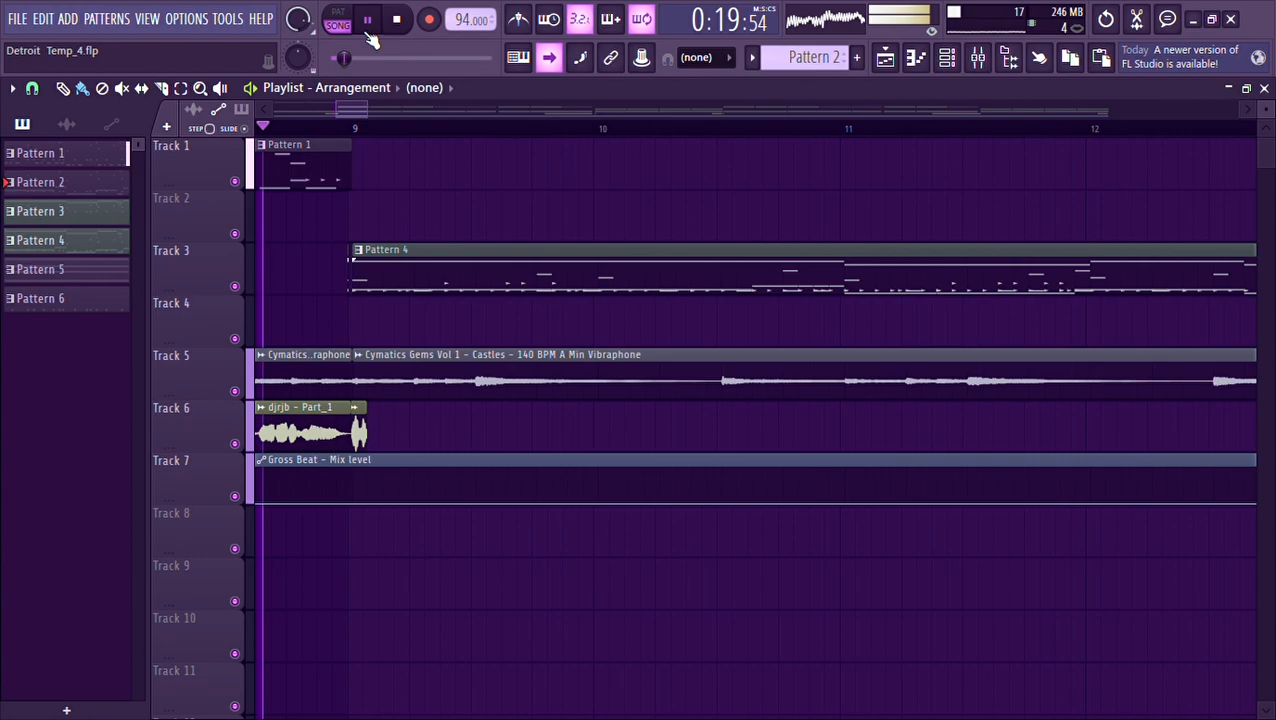 FILE EDIT ADD PATTERNS VIEW OPTIONS TOOLS HELP
PAT
SONG
94.000
3.2.
0:19:54
M:S:CS
17
246 MB
4
Detroit Temp_4.flp
(none)
Pattern 2
Today A newer version of
FL Studio is available!
Playlist - Arrangement
(none)
STEP SLIDE
9
10
11
12
Pattern 1
Pattern 2
Pattern 3
Pattern 4
Pattern 5
Pattern 6
Track 1
Pattern 1
Track 2
Track 3
Pattern 4
Track 4
Track 5
Cymatics..raphone
Cymatics Gems Vol 1 - Castles - 140 BPM A Min Vibraphone
Track 6
djrjb - Part_1
Track 7
Gross Beat - Mix level
Track 8
Track 9
Track 10
Track 11